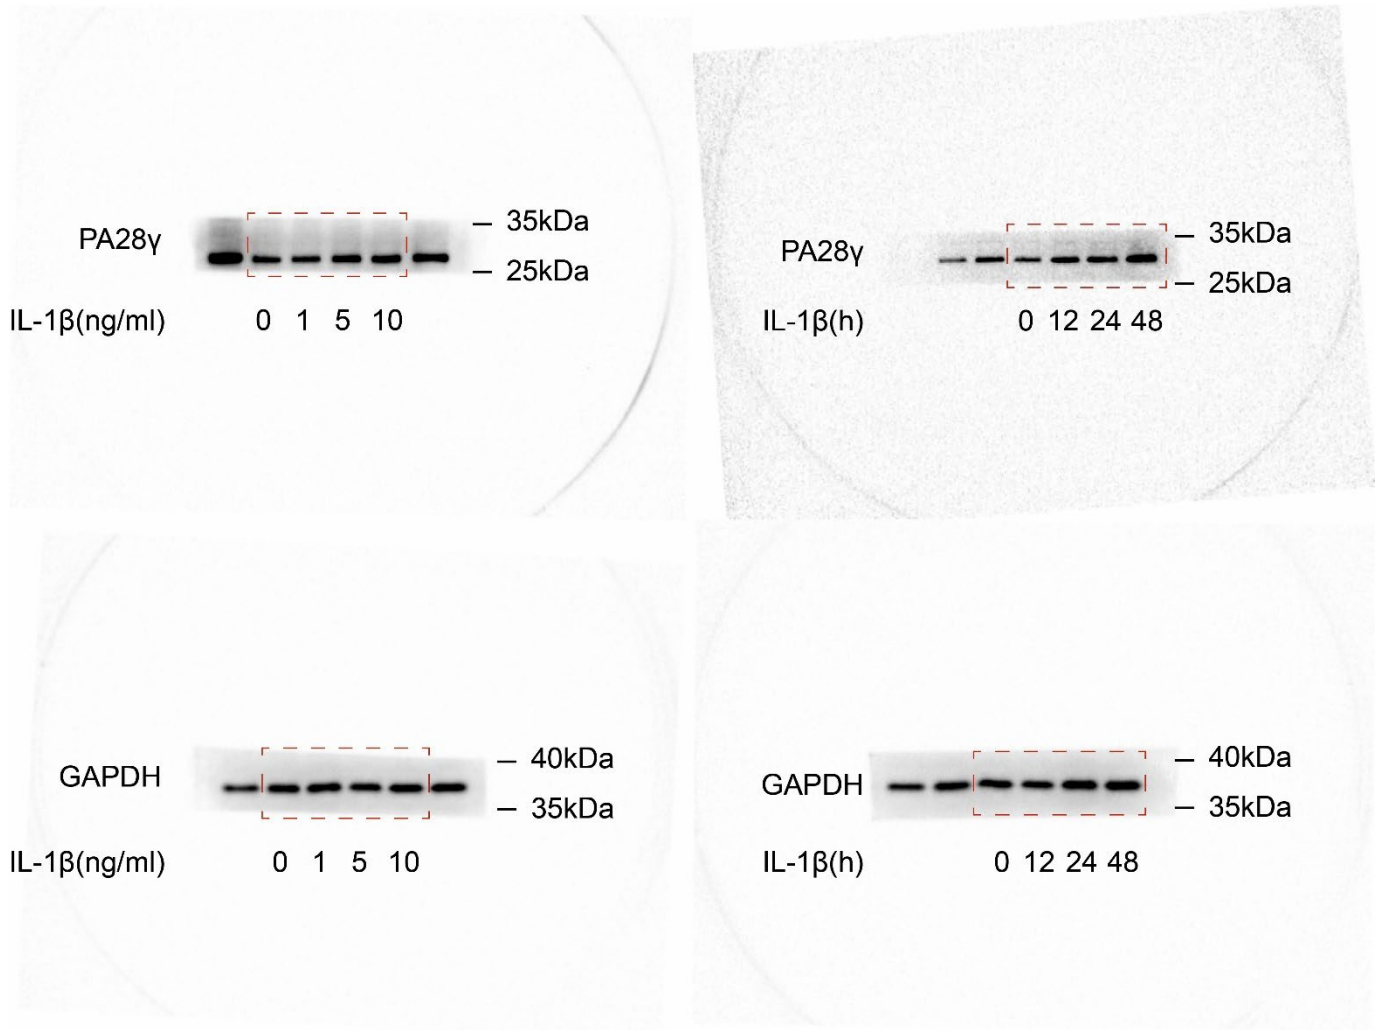 PA28γ
— 35kDa
— 25kDa
IL-1β(ng/ml) 0 1 5 10
PA28γ
— 35kDa
— 25kDa
IL-1β(h) 0 12 24 48
GAPDH
— 40kDa
— 35kDa
IL-1β(ng/ml) 0 1 5 10
GAPDH
— 40kDa
— 35kDa
IL-1β(h) 0 12 24 48